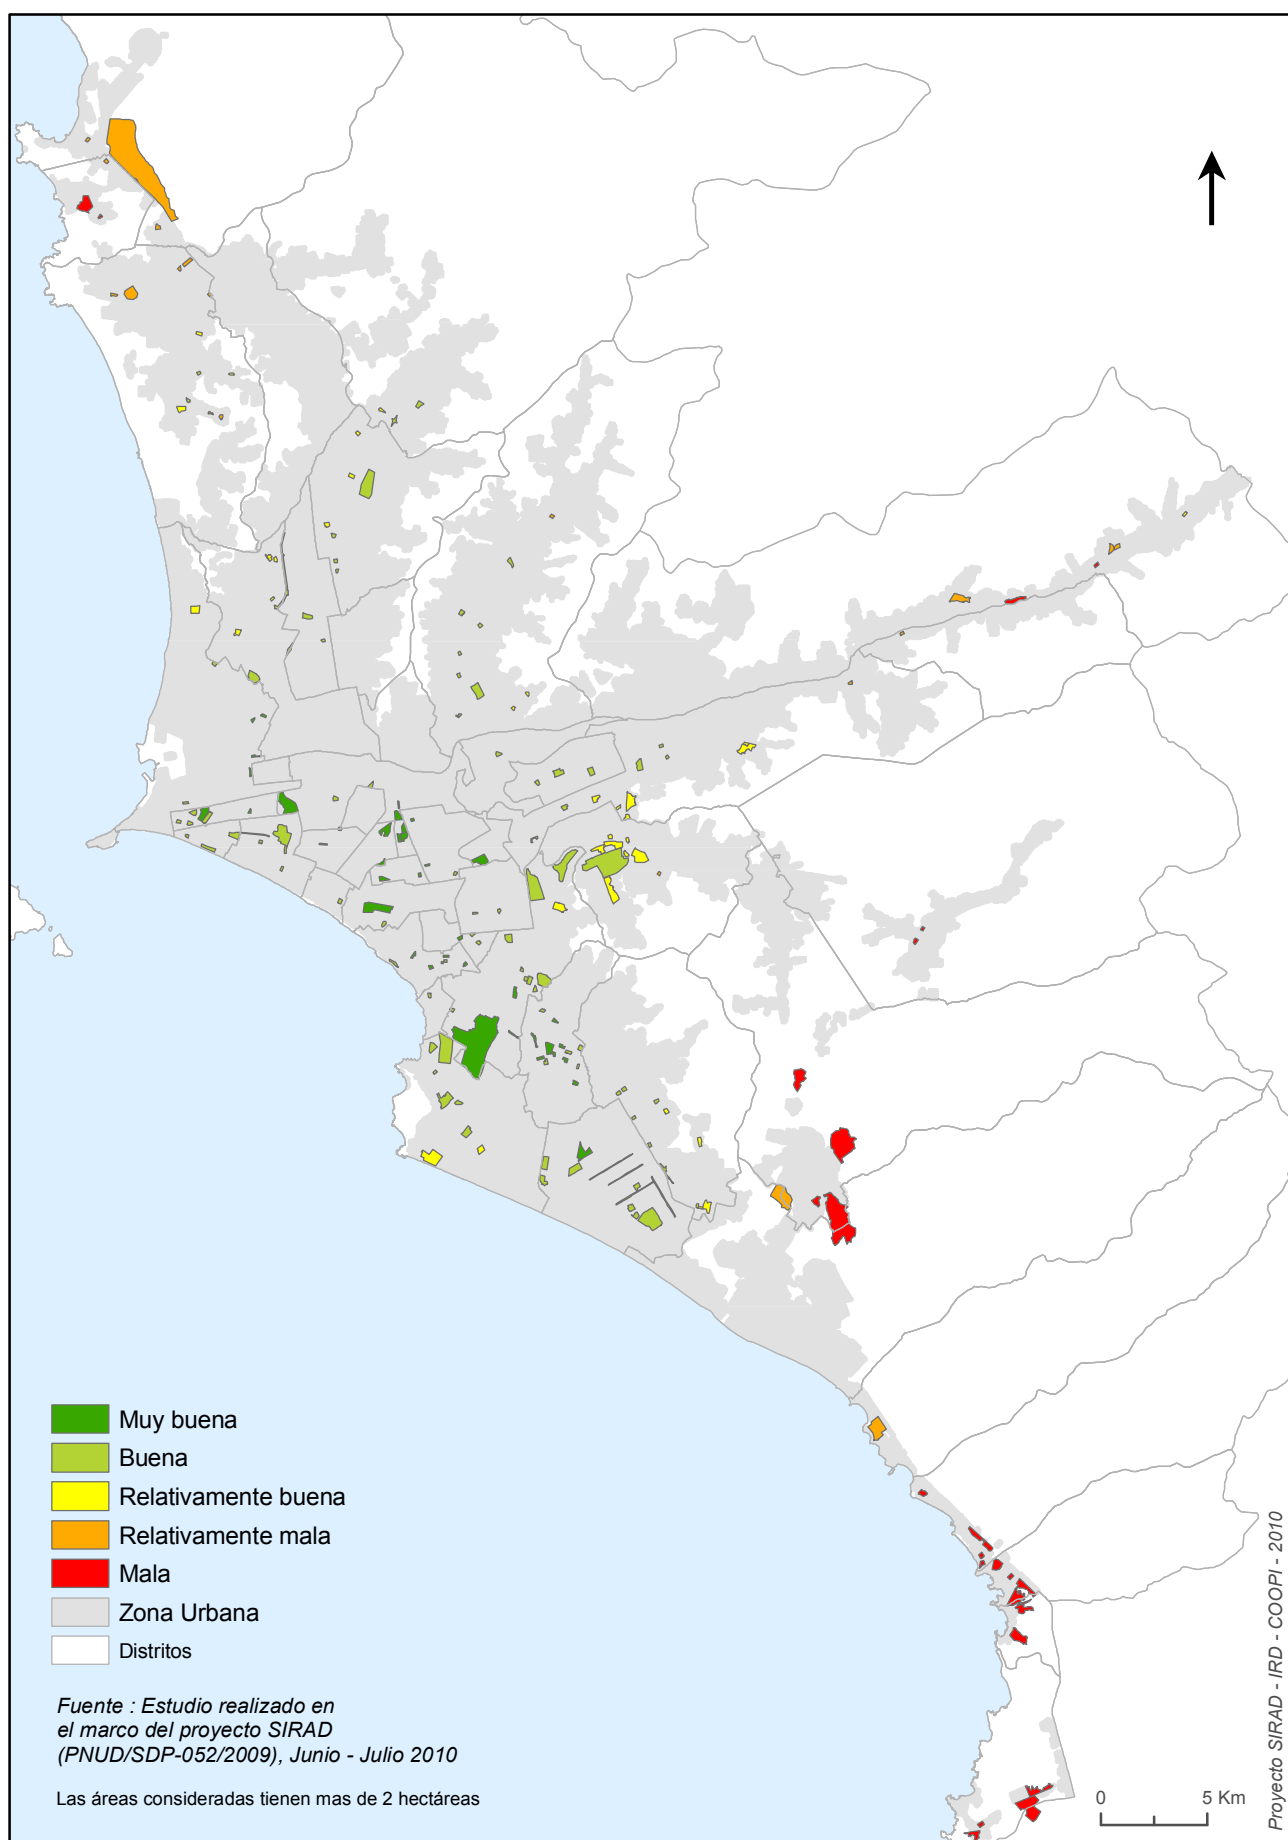 Muy buena
Buena
Relativamente buena
Relativamente mala
Mala
Zona Urbana
Distritos
Fuente : Estudio realizado en
el marco del proyecto SIRAD
(PNUD/SDP-052/2009), Junio - Julio 2010
Las áreas consideradas tienen mas de 2 hectáreas
0 5 Km
Proyecto SIRAD - IRD - COOPI - 2010